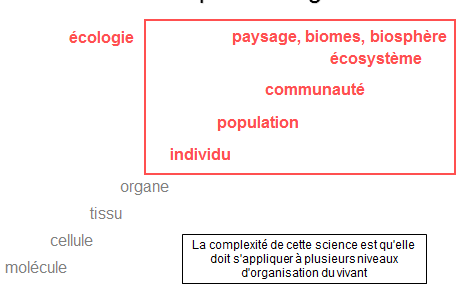 écologie
paysage, biomes, biosphère
écosystème
communauté
population
individu
organe
tissu
cellule
molécule
La complexité de cette science est qu'elle
doit s'appliquer à plusieurs niveaux
d'organisation du vivant